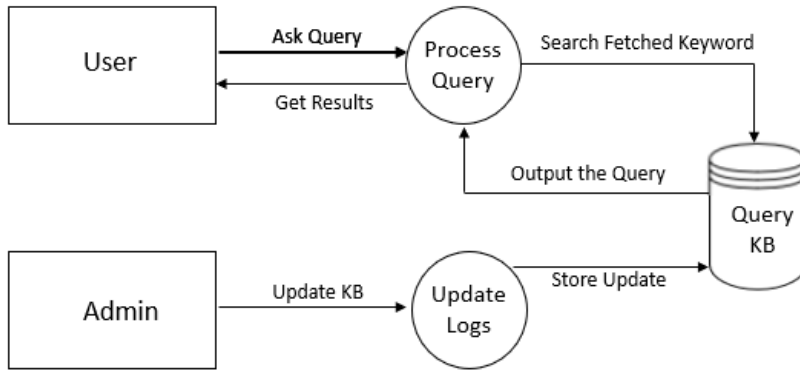 Ask Query
User
Process
Query
Search Fetched Keyword
Get Results
Output the Query
Query
KB
Admin
Update KB
Update
Logs
Store Update